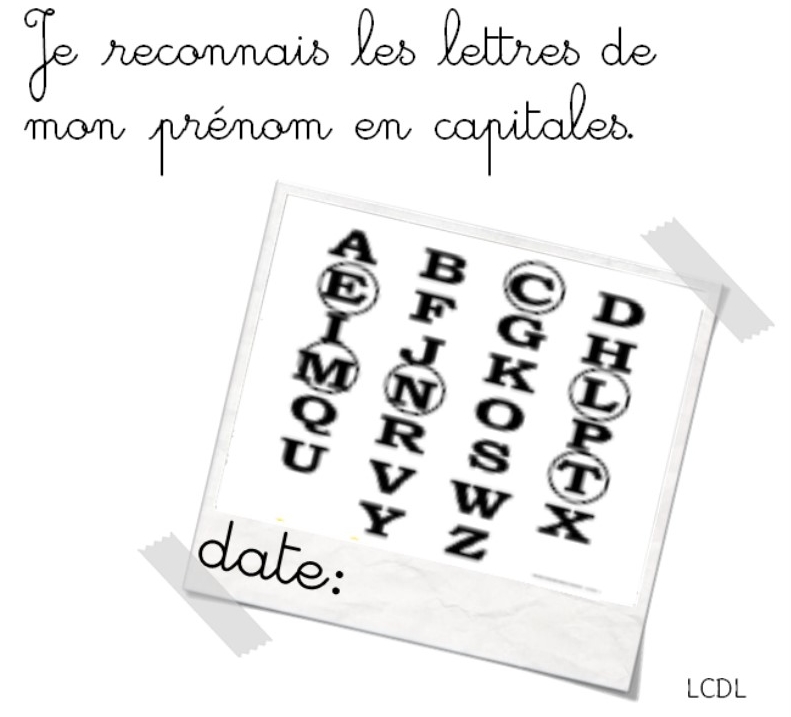 Je reconnais les lettres de
mon prénom en capitales.
A B C D
E F G H
I J K L
M N O P
Q R S T
U V W X
Y Z
date:
LCDL